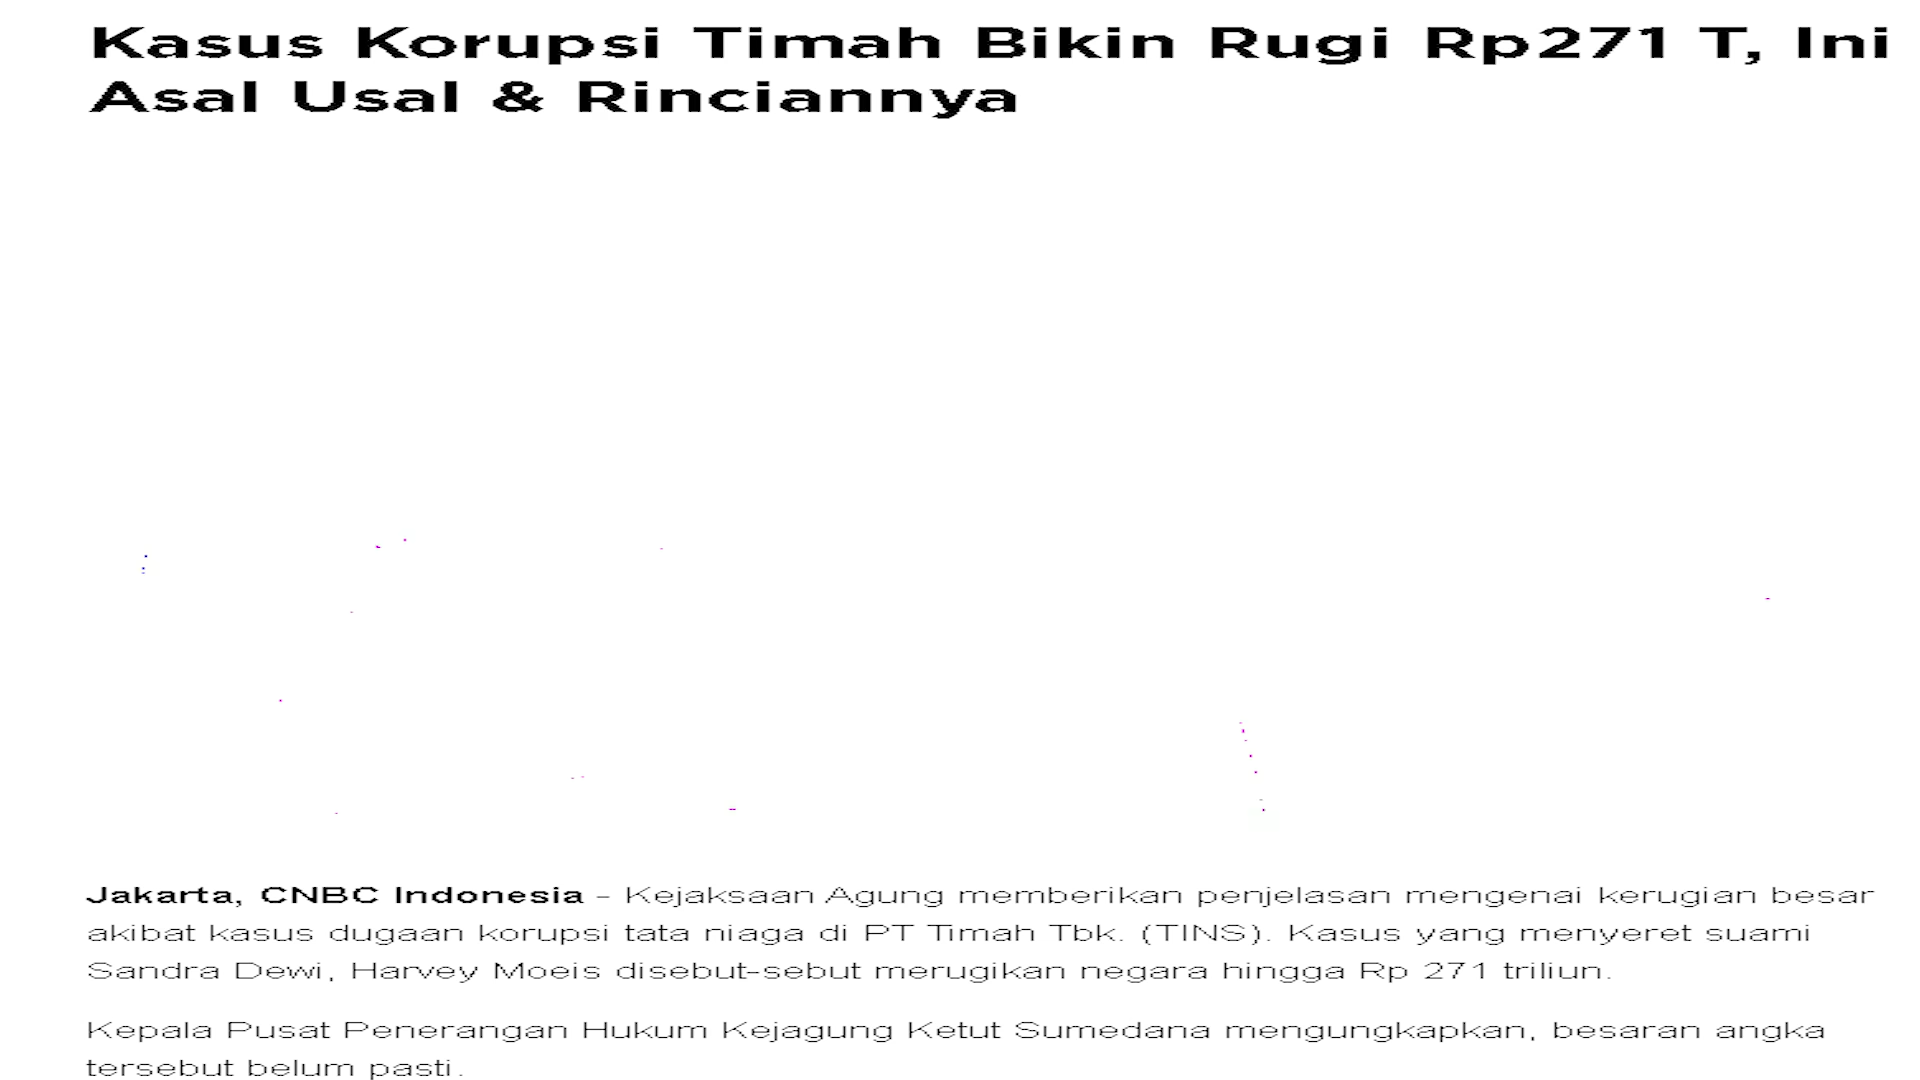 Kasus Korupsi Timah Bikin Rugi Rp271 T, Ini
Asal Usal & Rinciannya
Jakarta, CNBC Indonesia - Kejaksaan Agung memberikan penjelasan mengenai kerugian besar
akibat kasus dugaan korupsi tata niaga di PT Timah Tbk. (TINS). Kasus yang menyeret suami
Sandra Dewi, Harvey Moeis disebut-sebut merugikan negara hingga Rp 271 triliun.
Kepala Pusat Penerangan Hukum Kejagung Ketut Sumedana mengungkapkan, besaran angka
tersebut belum pasti.